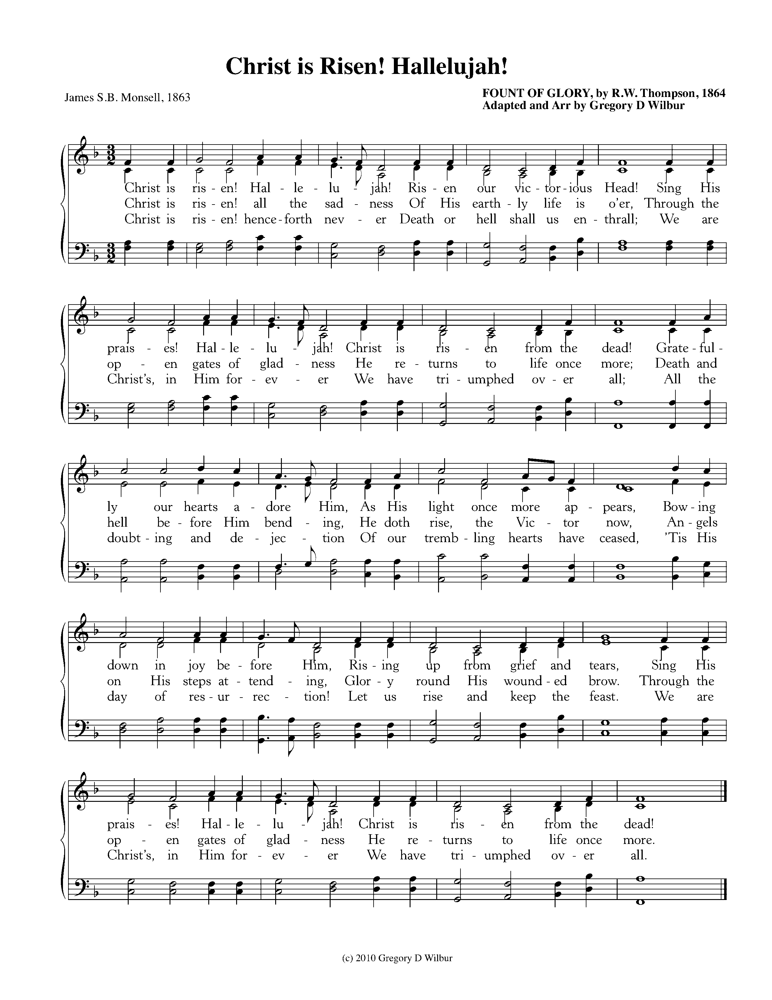 Christ is Risen! Hallelujah!
James S.B. Monsell, 1863
FOUNT OF GLORY, by R.W. Thompson, 1864
Adapted and Arr by Gregory D Wilbur
3 2
Christ is ris - en! Hal - le - lu - jah! Ris - en our vic - tor - ious Head! Sing His
Christ is ris - en! all the sad - ness Of His earth - ly life is o'er, Through the
Christ is ris - en! hence - forth nev - er Death or hell shall us en - thrall; We are
3 2
prais - es! Hal - le - lu - jah! Christ is ris - en from the dead! Grate - ful -
op - en gates of glad - ness He re - turns to life once more; Death and
Christ's, in Him for - ev - er We have tri - umphed ov - er all; All the
ly our hearts a - dore Him, As His light once more ap - pears, Bow - ing
hell be - fore Him bend - ing, He doth rise, the Vic - tor now, An - gels
doubt - ing and de - jec - tion Of our tremb - ling hearts have ceased, 'Tis His
down in joy be - fore Him, Ris - ing up from grief and tears, Sing His
on His steps at - tend - ing, Glor - y round His wound - ed brow. Through the
day of res - ur - rec - tion! Let us rise and keep the feast. We are
prais - es! Hal - le - lu - jah! Christ is ris - en from the dead!
op - en gates of glad - ness He re - turns to life once more.
Christ's, in Him for - ev - er We have tri - umphed ov - er all.
(c) 2010 Gregory D Wilbur